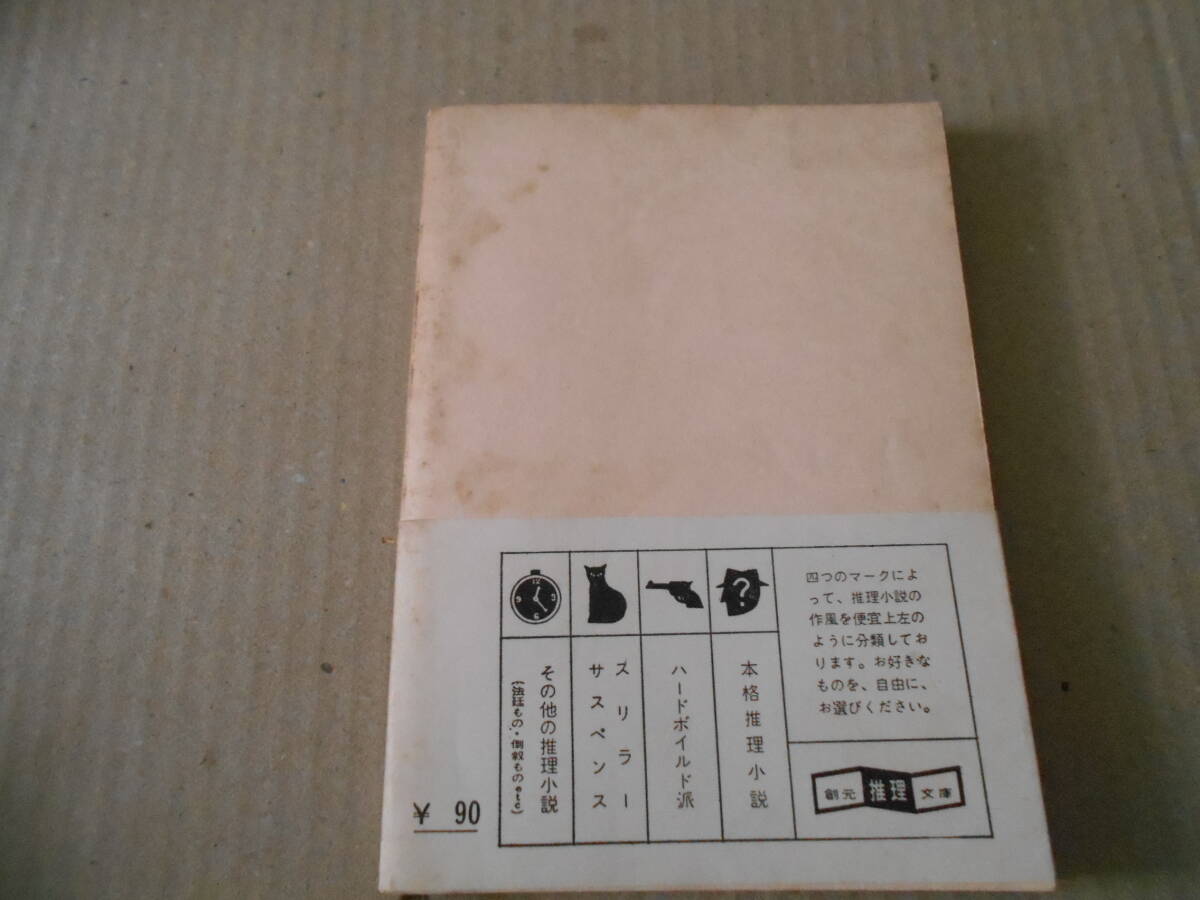 四つのマークによ
って、推理小説の
作風を便宜上左の
ように分類してお
ります。お好きな
ものを、自由に、
お選びください。
創元 推理 文庫
?
本格推理小説
ハードボイルド派
スリラー
サスペンス
12
3
6
9
その他の推理小説
(法廷もの・倒叙ものetc)
¥ 90